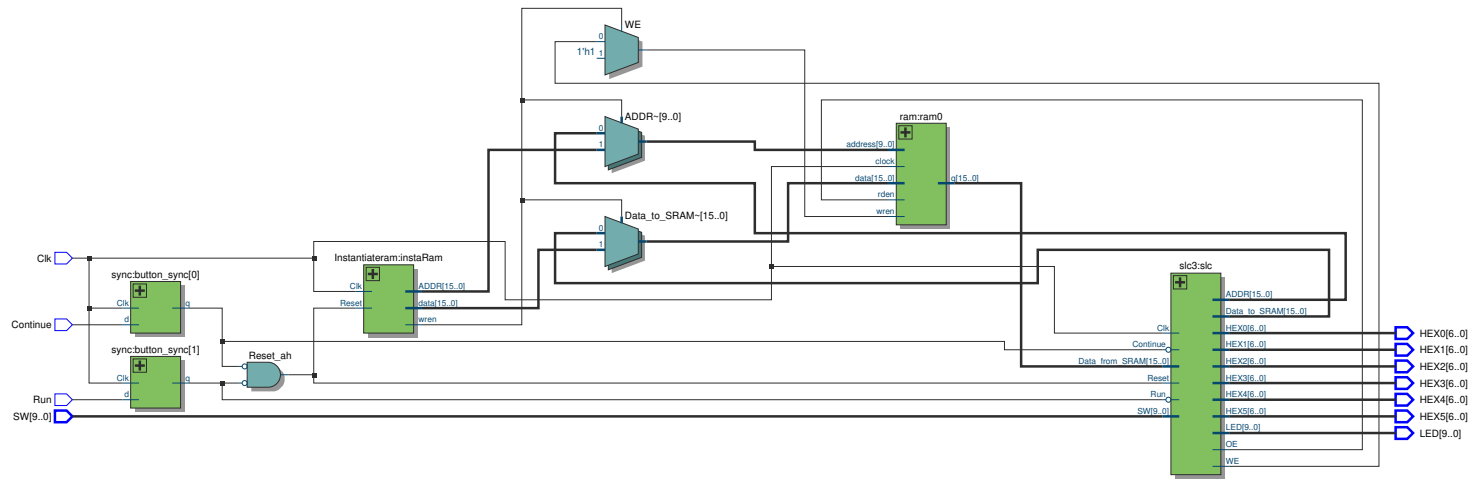 WE
0
1'h1 1
ADDR~[9..0]
0
1
ram:ram0
address[9..0]
clock
data[15..0]
q[15..0]
rden
wren
Data_to_SRAM~[15..0]
0
1
Clk
Instantiateram:instaRam
Clk
ADDR[15..0]
Reset
data[15..0]
wren
sync:button_sync[0]
Clk
q
Continue
d
sync:button_sync[1]
Clk
q
Run
d
Reset_ah
SW[9..0]
slc3:slc
ADDR[15..0]
Data_to_SRAM[15..0]
Clk
HEX0[6..0]
HEX0[6..0]
Continue
HEX1[6..0]
HEX1[6..0]
Data_from_SRAM[15..0]
HEX2[6..0]
HEX2[6..0]
Reset
HEX3[6..0]
HEX3[6..0]
Run
HEX4[6..0]
HEX4[6..0]
SW[9..0]
HEX5[6..0]
HEX5[6..0]
LED[9..0]
LED[9..0]
OE
WE